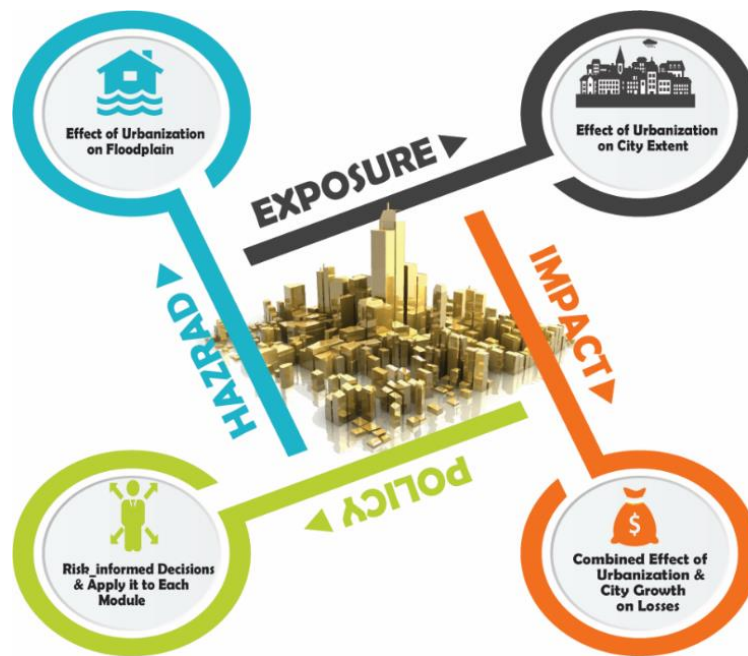 Effect of Urbanization
on Floodplain
EXPOSURE
Effect of Urbanization
on City Extent
HAZRAD
IMPACT
POLICY
Risk_informed Decisions
& Apply it to Each
Module
$
Combined Effect of
Urbanization &
City Growth
on Losses